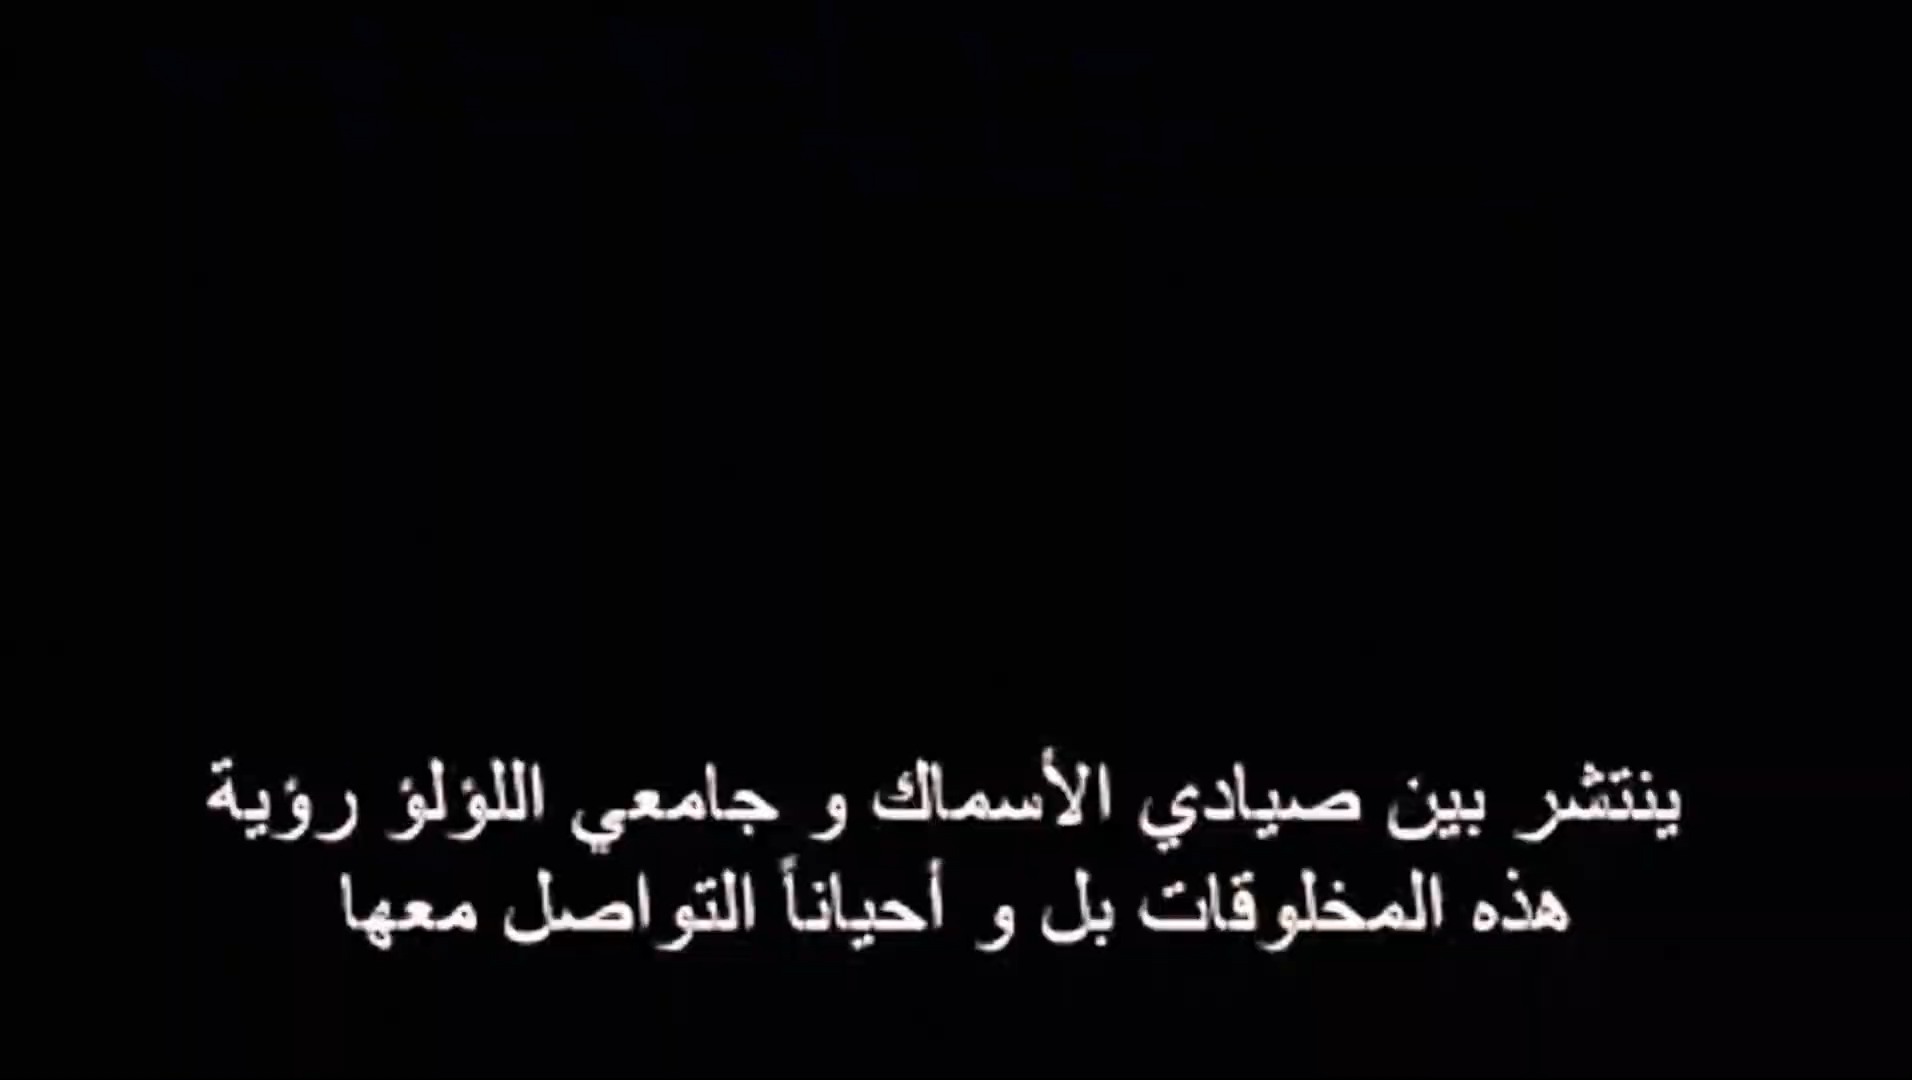 ينتشر بين صيادي الأسماك و جامعي اللؤلؤ رؤية
هذه المخلوقات بل و أحياناً التواصل معها